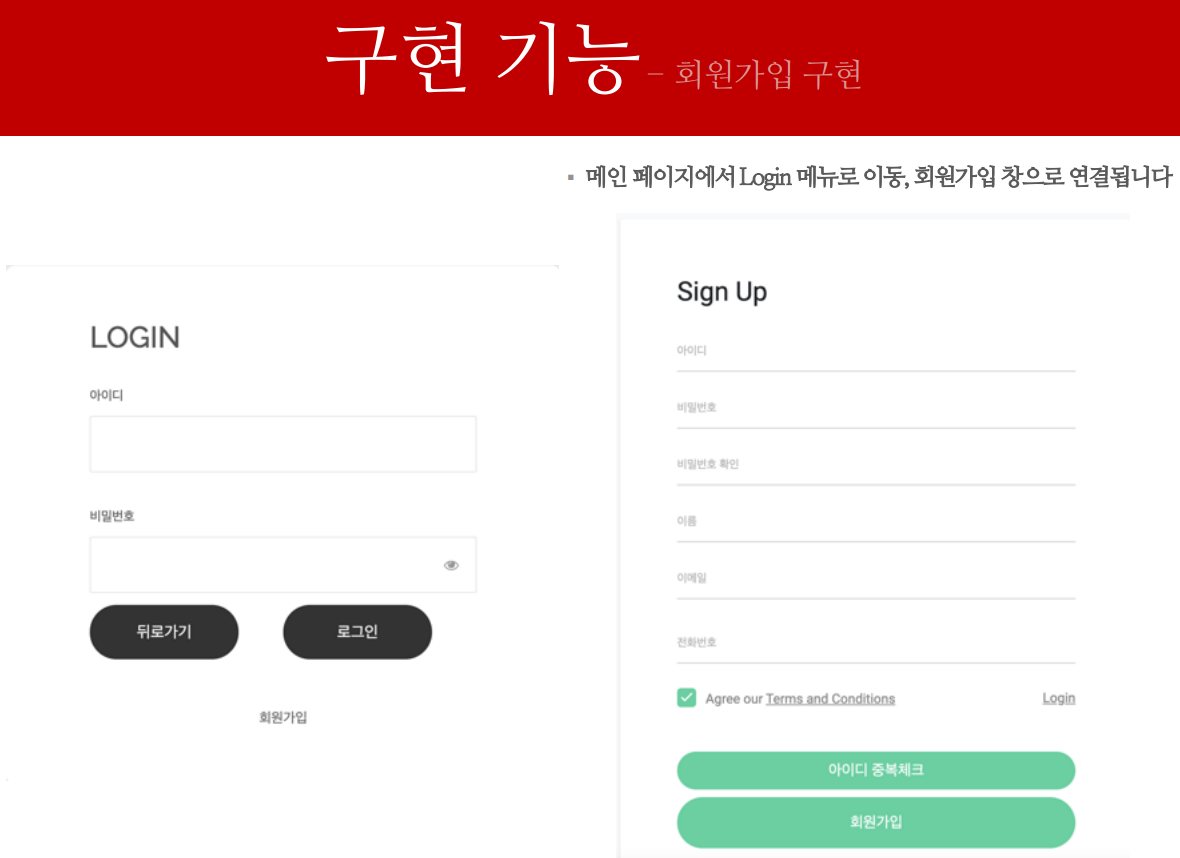 구현 기능 - 회원가입 구현
▪ 메인 페이지에서 Login 메뉴로 이동, 회원가입 창으로 연결됩니다
LOGIN
아이디
비밀번호
뒤로가기 로그인
회원가입
Sign Up
아이디
비밀번호
비밀번호 확인
이름
이메일
전화번호
Agree our Terms and Conditions Login
아이디 중복체크
회원가입